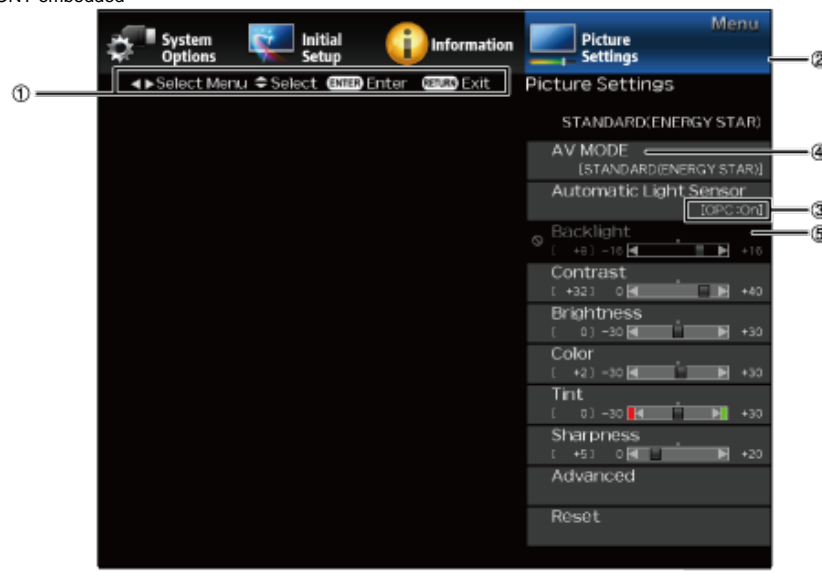 Menu
System Options
Initial Setup
Information
Picture Settings
②
① ◀▶Select Menu ◆Select ENTER Enter RETURN Exit
Picture Settings
STANDARD(ENERGY STAR)
AV MODE ④
[STANDARD(ENERGY STAR)]
Automatic Light Sensor
[OPC:On] ③
Backlight ⑤
[ +8] -16 +16
Contrast
[ +32] 0 +40
Brightness
[ 0] -30 +30
Color
[ +2] -30 +30
Tint
[ 0] -30 +30
Sharpness
[ +5] 0 +20
Advanced
Reset